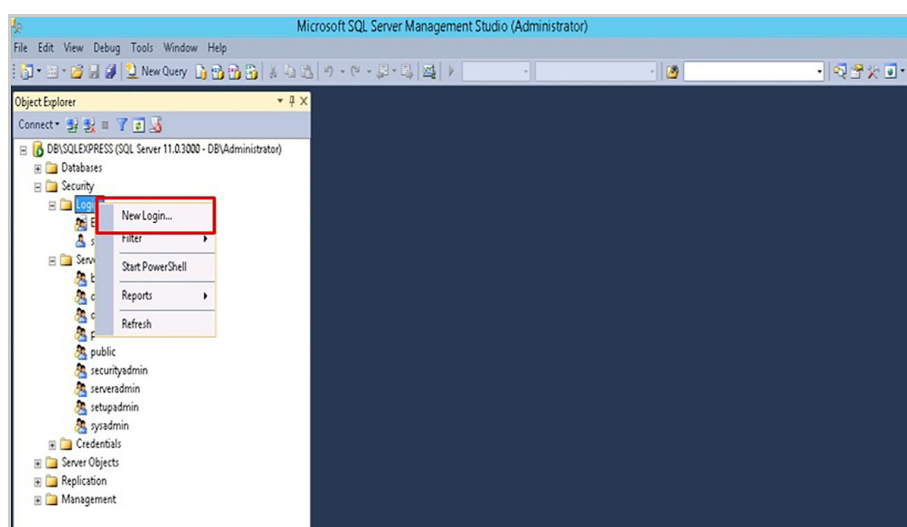 Microsoft SQL Server Management Studio (Administrator)
File Edit View Debug Tools Window Help
New Query
Object Explorer
Connect
DB\SQLEXPRESS (SQL Server 11.0.3000 - DB\Administrator)
Databases
Security
New Login...
Filter
Start PowerShell
Reports
Refresh
public
securityadmin
serveradmin
setupadmin
sysadmin
Credentials
Server Objects
Replication
Management